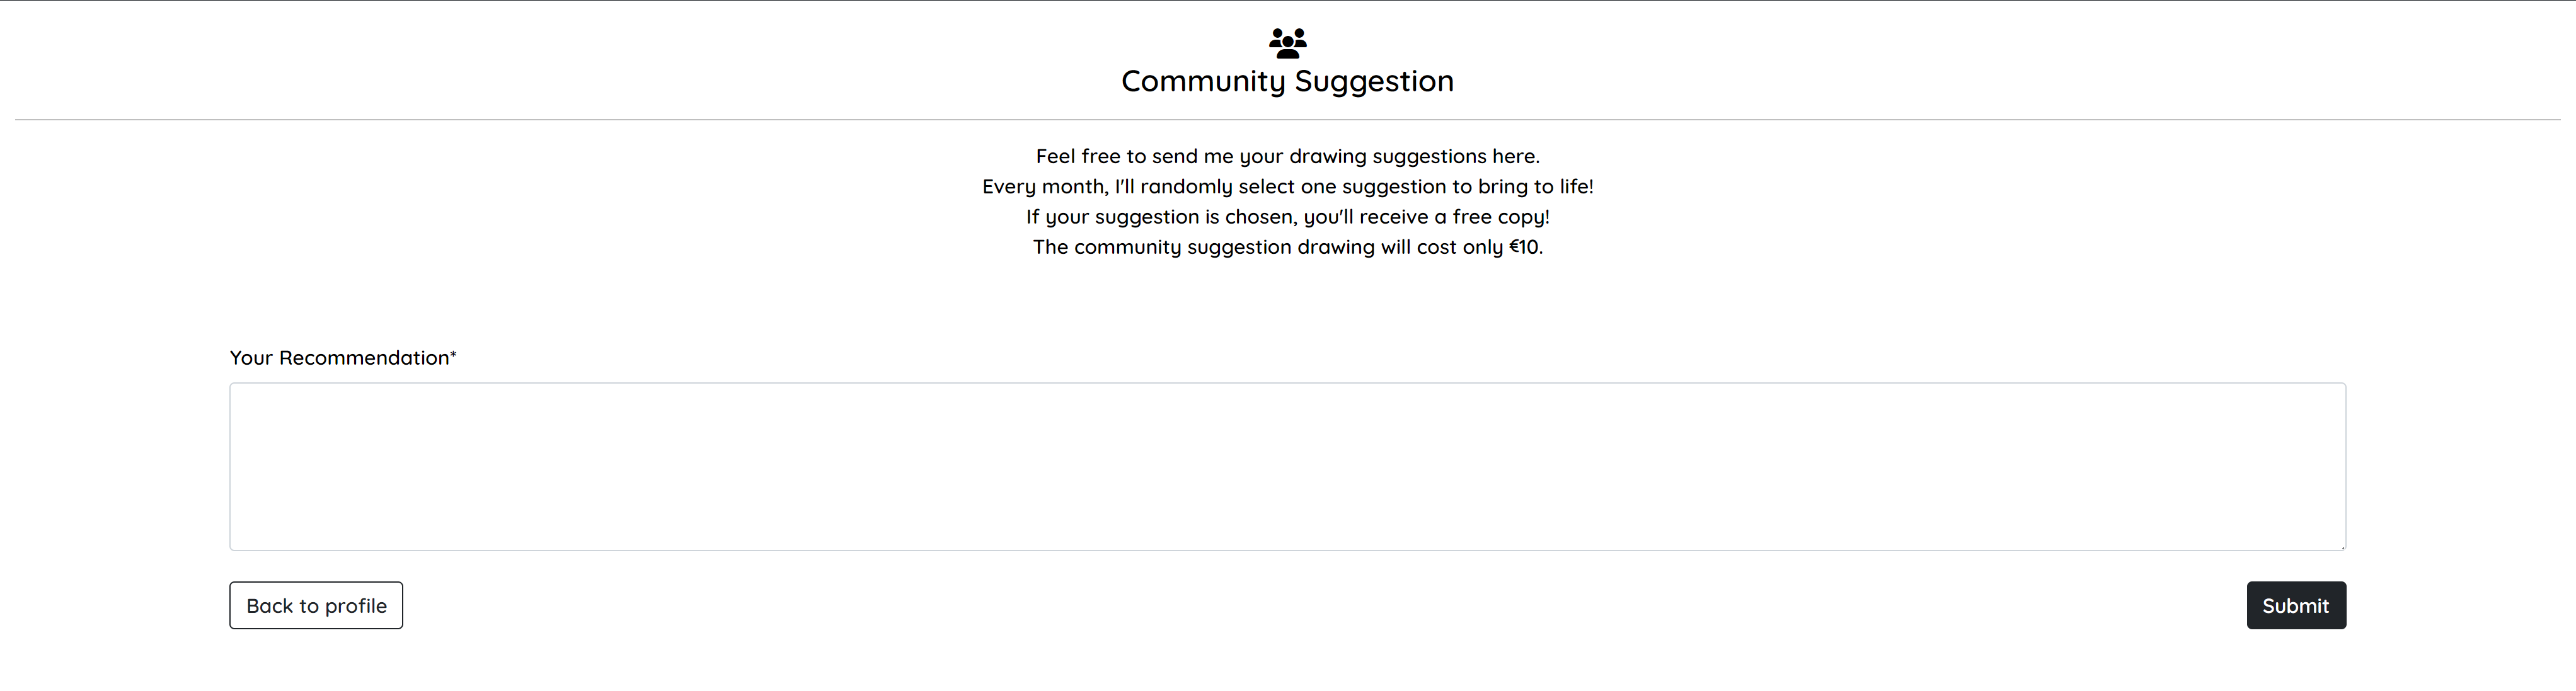 Community Suggestion
Feel free to send me your drawing suggestions here.
Every month, I'll randomly select one suggestion to bring to life!
If your suggestion is chosen, you'll receive a free copy!
The community suggestion drawing will cost only €10.
Your Recommendation*
Back to profile
Submit